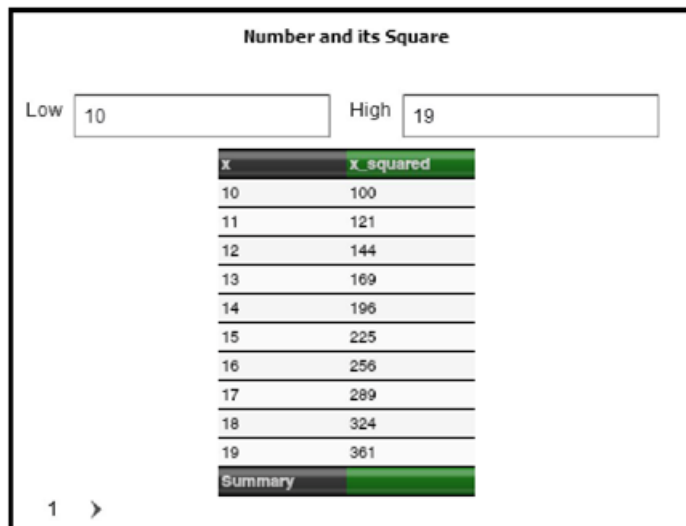 Number and its Square
Low 10 High 19
x x_squared
10 100
11 121
12 144
13 169
14 196
15 225
16 256
17 289
18 324
19 361
Summary
1 >